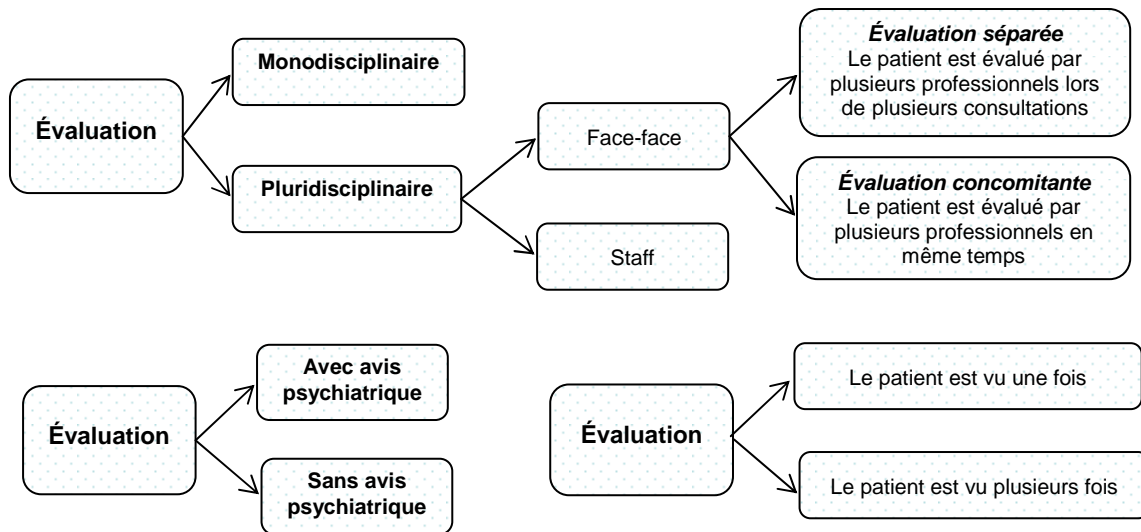 Évaluation
Monodisciplinaire
Pluridisciplinaire
Face-face
Staff
Évaluation séparée
Le patient est évalué par
plusieurs professionnels lors
de plusieurs consultations
Évaluation concomitante
Le patient est évalué par
plusieurs professionnels en
même temps
Évaluation
Avec avis
psychiatrique
Sans avis
psychiatrique
Évaluation
Le patient est vu une fois
Le patient est vu plusieurs fois